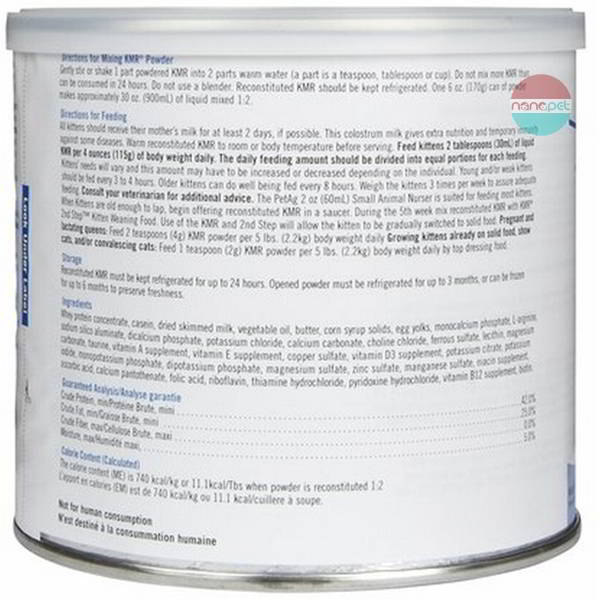 Directions for Mixing KMR® Powder
Gently stir or shake 1 part powdered KMR into 2 parts warm water (a part is a teaspoon, tablespoon or cup). Do not mix more KMR than
can be consumed in 24 hours. Do not use a blender. Reconstituted KMR should be kept refrigerated. One 6 oz. (170g) can of powder
makes approximately 30 oz. (900mL) of liquid mixed 1:2.
nanapet
Directions for Feeding
All kittens should receive their mother's milk for at least 2 days, if possible. This colostrum milk gives extra nutrition and temporary immunity
against some diseases. Warm reconstituted KMR to room or body temperature before serving. Feed kittens 2 tablespoons (30mL) of liquid
KMR per 4 ounces (115g) of body weight daily. The daily feeding amount should be divided into equal portions for each feeding.
Kittens' needs will vary and this amount may have to be increased or decreased depending on the individual. Young and/or weak kittens
should be fed every 3 to 4 hours. Older kittens can do well being fed every 8 hours. Weigh the kittens 3 times per week to assure adequate
feeding. Consult your veterinarian for additional advice. The PetAg 2 oz (60mL) Small Animal Nurser is suited for feeding most kittens.
When Kittens are old enough to lap, begin offering reconstituted KMR in a saucer. During the 5th week mix reconstituted KMR with KMR®
2nd Step™ Kitten Weaning Food. Use of the KMR and 2nd Step will allow the kitten to be gradually switched to solid food. Pregnant and
lactating queens: Feed 2 teaspoons (4g) KMR powder per 5 lbs. (2.2kg) body weight daily Growing kittens already on solid food, show
cats, and/or convalescing cats: Feed 1 teaspoon (2g) KMR powder per 5 lbs. (2.2kg) body weight daily by top dressing food.
Look Under Label
Storage
Reconstituted KMR must be kept refrigerated for up to 24 hours. Opened powder must be refrigerated for up to 3 months, or can be frozen
for up to 6 months to preserve freshness.
Ingredients
Whey protein concentrate, casein, dried skimmed milk, vegetable oil, butter, corn syrup solids, egg yolks, monocalcium phosphate, L-arginine,
sodium silico aluminate, dicalcium phosphate, potassium chloride, calcium carbonate, choline chloride, ferrous sulfate, lecithin, magnesium
carbonate, taurine, vitamin A supplement, vitamin E supplement, copper sulfate, vitamin D3 supplement, potassium citrate, potassium
iodide, monopotassium phosphate, dipotassium phosphate, magnesium sulfate, zinc sulfate, manganese sulfate, niacin supplement,
ascorbic acid, calcium pantothenate, folic acid, riboflavin, thiamine hydrochloride, pyridoxine hydrochloride, vitamin B12 supplement, biotin.
Guaranteed Analysis/Analyse garantie
Crude Protein, min/Protéine Brute, mini 42.0%
Crude Fat, min/Graisse Brute, mini 25.0%
Crude Fiber, max/Cellulose Brute, maxi 0.0%
Moisture, max/Humidité maxi, 5.0%
Calorie Content (Calculated)
The calorie content (ME) is 740 kcal/kg or 11.1kcal/Tbs when powder is reconstituted 1:2
L'apport en calories (EM) est de 740 kcal/kg ou 11.1 kcal/cuillere à soupe.
Not for human consumption
N'est destiné à la consummation humaine